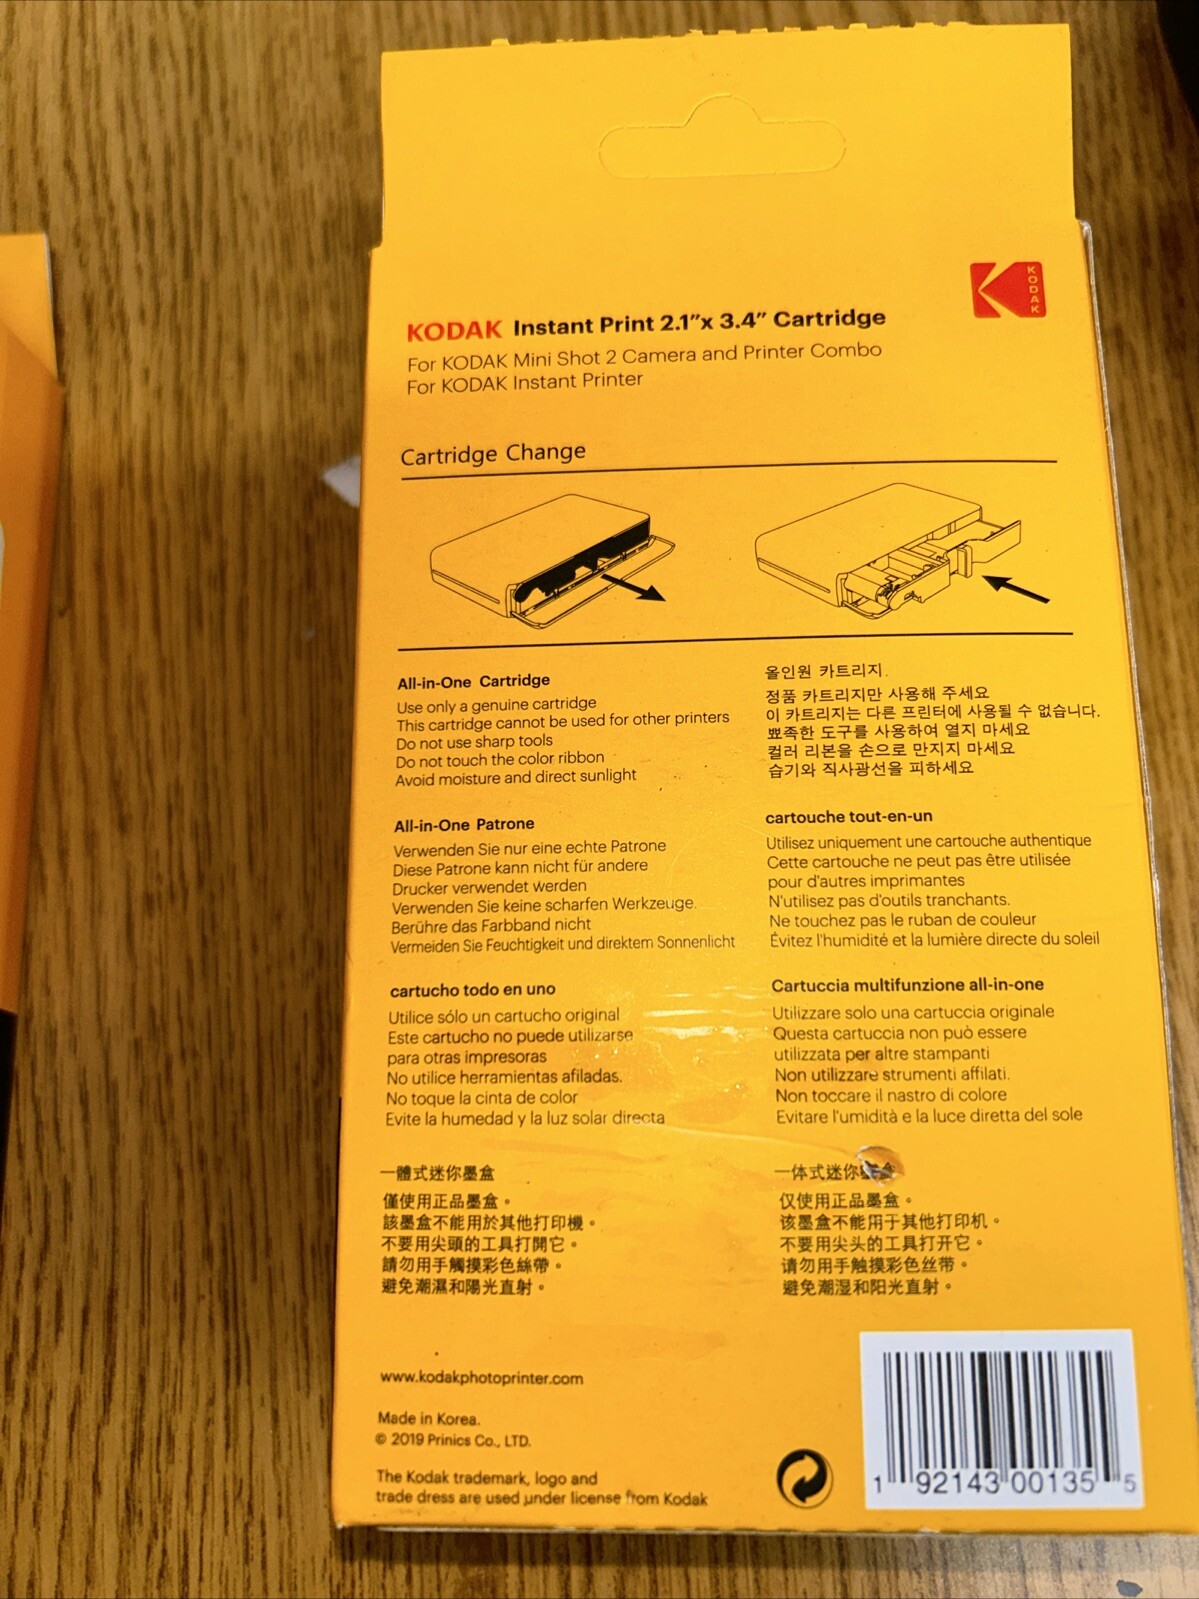 KODAK
KODAK Instant Print 2.1”x 3.4” Cartridge
For KODAK Mini Shot 2 Camera and Printer Combo
For KODAK Instant Printer
Cartridge Change
All-in-One Cartridge
Use only a genuine cartridge
This cartridge cannot be used for other printers
Do not use sharp tools
Do not touch the color ribbon
Avoid moisture and direct sunlight
올인원 카트리지.
정품 카트리지만 사용해 주세요
이 카트리지는 다른 프린터에 사용될 수 없습니다.
뾰족한 도구를 사용하여 열지 마세요
컬러 리본을 손으로 만지지 마세요
습기와 직사광선을 피하세요
All-in-One Patrone
Verwenden Sie nur eine echte Patrone
Diese Patrone kann nicht für andere
Drucker verwendet werden
Verwenden Sie keine scharfen Werkzeuge.
Berühre das Farbband nicht
Vermeiden Sie Feuchtigkeit und direktem Sonnenlicht
cartouche tout-en-un
Utilisez uniquement une cartouche authentique
Cette cartouche ne peut pas être utilisée
pour d'autres imprimantes
N'utilisez pas d'outils tranchants.
Ne touchez pas le ruban de couleur
Évitez l'humidité et la lumière directe du soleil
cartucho todo en uno
Utilice sólo un cartucho original
Este cartucho no puede utilizarse
para otras impresoras
No utilice herramientas afiladas.
No toque la cinta de color
Evite la humedad y la luz solar directa
Cartuccia multifunzione all-in-one
Utilizzare solo una cartuccia originale
Questa cartuccia non può essere
utilizzata per altre stampanti
Non utilizzare strumenti affilati.
Non toccare il nastro di colore
Evitare l'umidità e la luce diretta del sole
一體式迷你墨盒
僅使用正品墨盒。
該墨盒不能用於其他打印機。
不要用尖頭的工具打開它。
請勿用手觸摸彩色絲帶。
避免潮濕和陽光直射。
一体式迷你墨盒
仅使用正品墨盒。
该墨盒不能用于其他打印机。
不要用尖头的工具打开它。
请勿用手触摸彩色丝带。
避免潮湿和阳光直射。
www.kodakphotoprinter.com
Made in Korea.
© 2019 Prinics Co., LTD.
The Kodak trademark, logo and
trade dress are used under license from Kodak
1 92143 00135 5